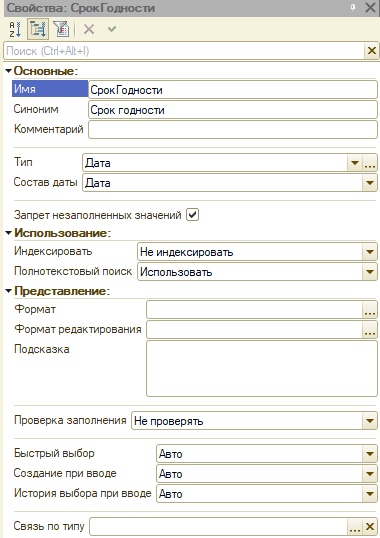 Свойства: СрокГодности
Поиск (Ctrl+Alt+I)
Основные:
Имя СрокГодности
Синоним Срок годности
Комментарий
Тип Дата
Состав даты Дата
Запрет незаполненных значений
Использование:
Индексировать Не индексировать
Полнотекстовый поиск Использовать
Представление:
Формат
Формат редактирования
Подсказка
Проверка заполнения Не проверять
Быстрый выбор Авто
Создание при вводе Авто
История выбора при вводе Авто
Связь по типу